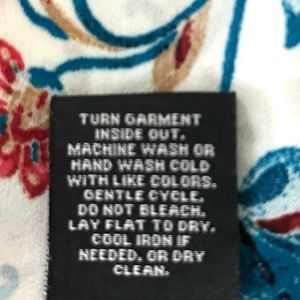 TURN GARMENT
INSIDE OUT.
MACHINE WASH OR
HAND WASH COLD
WITH LIKE COLORS.
GENTLE CYCLE.
DO NOT BLEACH.
LAY FLAT TO DRY.
COOL IRON IF
NEEDED. OR DRY
CLEAN.